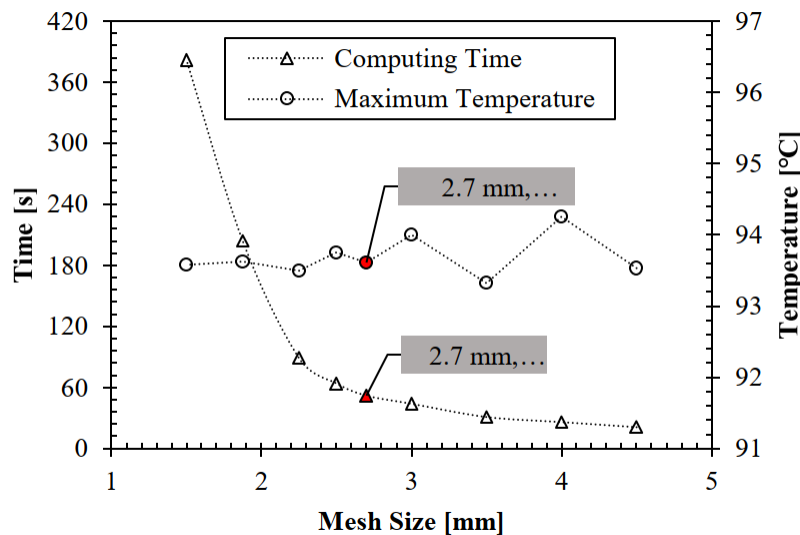 420
360
300
240
180
120
60
0
Time [s]
Computing Time
Maximum Temperature
2.7 mm,…
2.7 mm,…
97
96
95
94
93
92
91
Temperature [°C]
1 2 3 4 5
Mesh Size [mm]